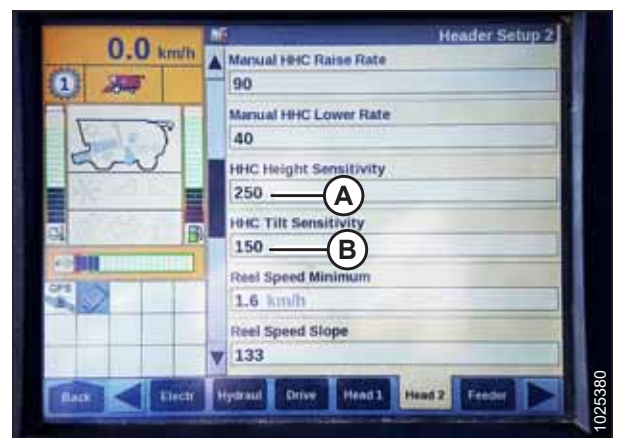 0.0 km/h
Header Setup 2
1
Manual HHC Raise Rate
90
Manual HHC Lower Rate
40
HHC Height Sensitivity
250
A
HHC Tilt Sensitivity
150
B
Reel Speed Minimum
1.6 km/h
GPS
Reel Speed Slope
133
Back
Electr
Hydraul
Drive
Head 1
Head 2
Feeder
1025380